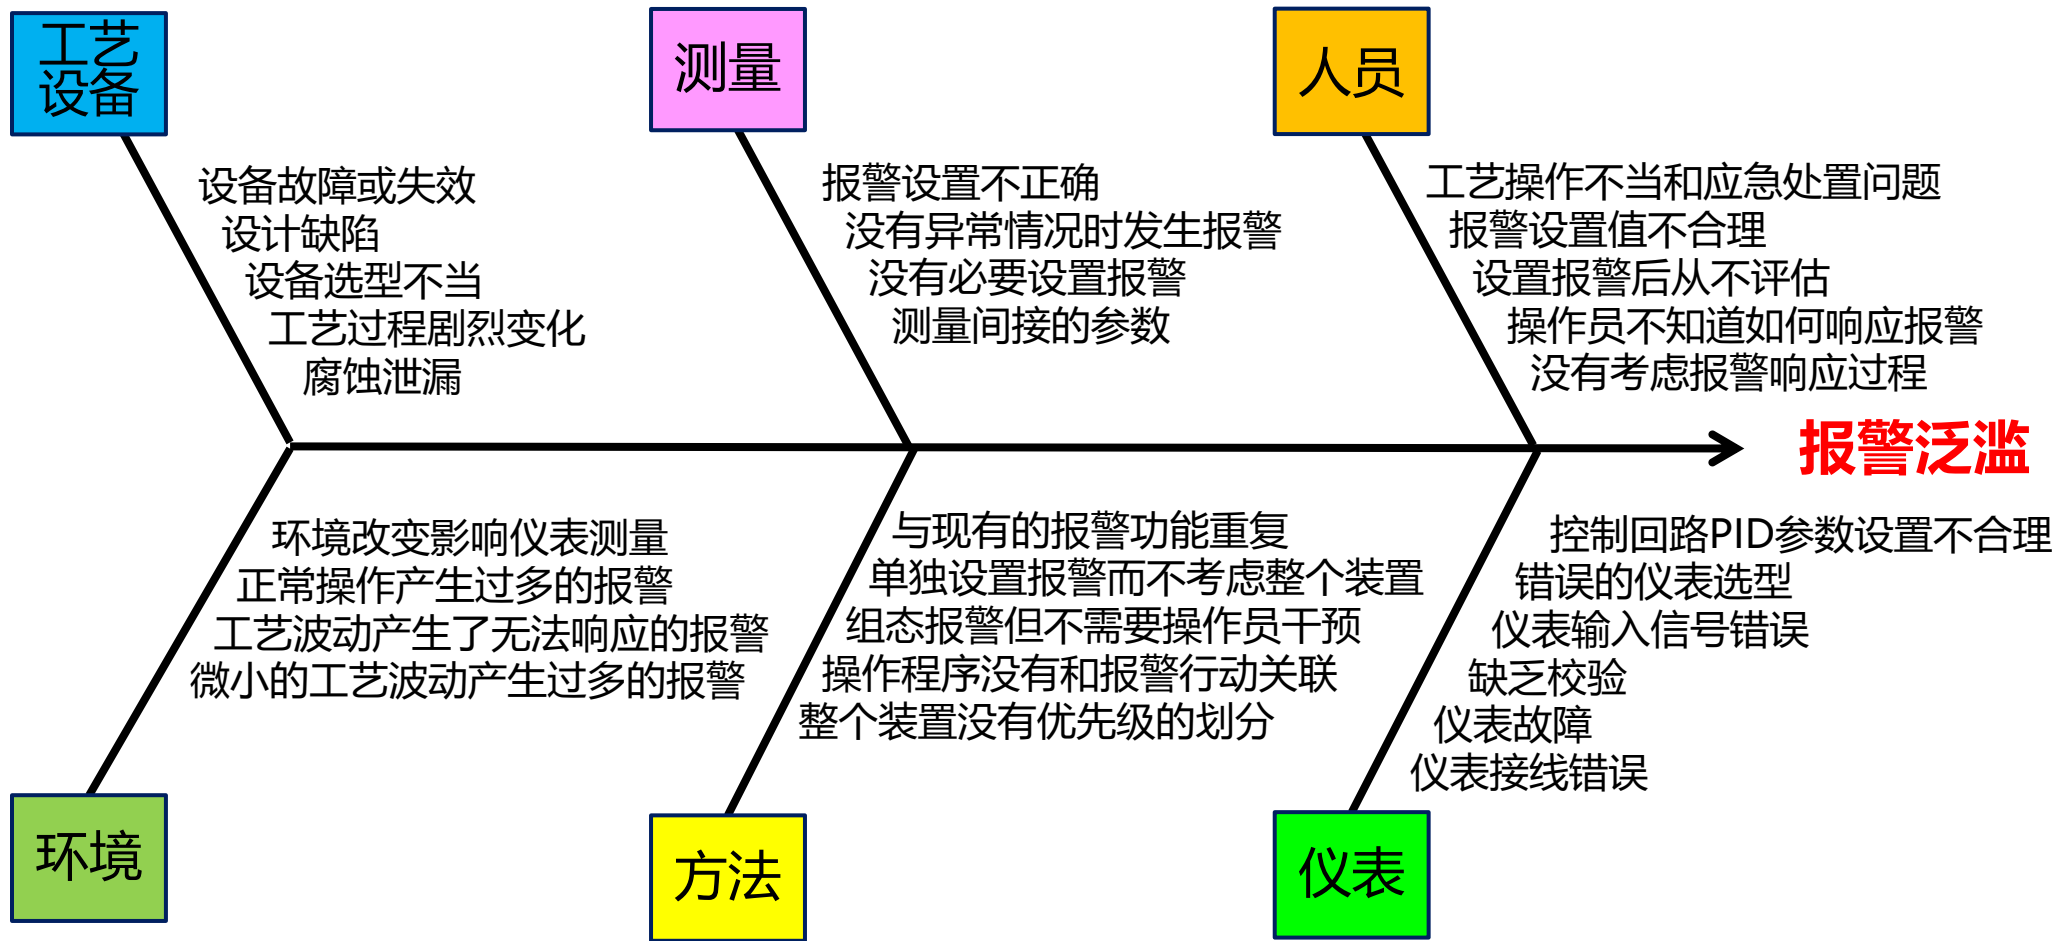 工艺
设备
测量
人员
设备故障或失效
设计缺陷
设备选型不当
工艺过程剧烈变化
腐蚀泄漏
报警设置不正确
没有异常情况时发生报警
没有必要设置报警
测量间接的参数
工艺操作不当和应急处置问题
报警设置值不合理
设置报警后从不评估
操作员不知道如何响应报警
没有考虑报警响应过程
报警泛滥
环境改变影响仪表测量
正常操作产生过多的报警
工艺波动产生了无法响应的报警
微小的工艺波动产生过多的报警
与现有的报警功能重复
单独设置报警而不考虑整个装置
组态报警但不需要操作员干预
操作程序没有和报警行动关联
整个装置没有优先级的划分
控制回路PID参数设置不合理
错误的仪表选型
仪表输入信号错误
缺乏校验
仪表故障
仪表接线错误
环境
方法
仪表